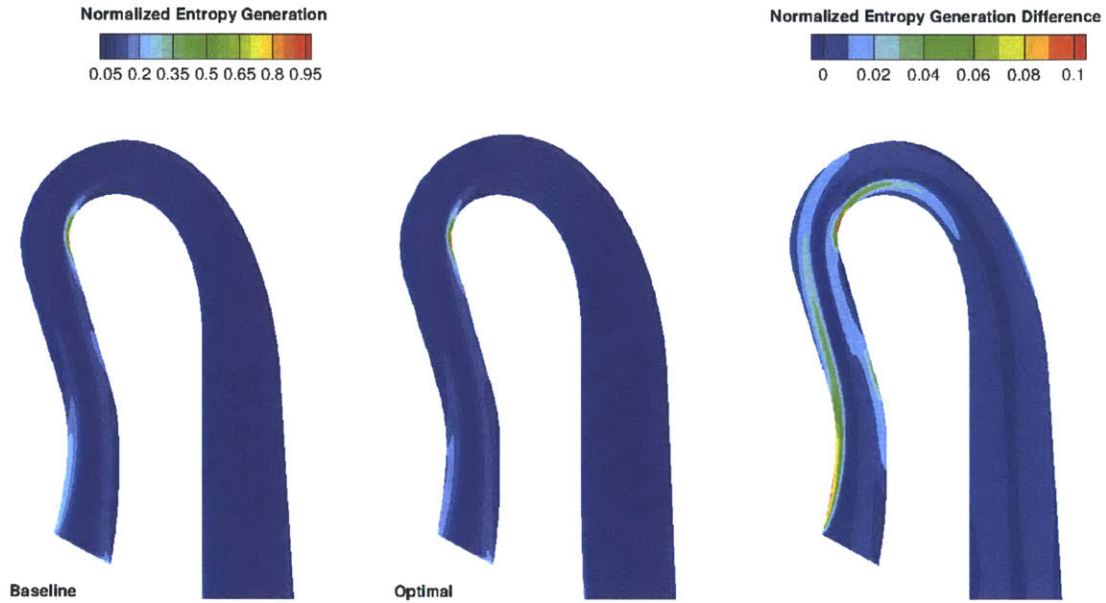 Normalized Entropy Generation
0.05 0.2 0.35 0.5 0.65 0.8 0.95
Normalized Entropy Generation Difference
0 0.02 0.04 0.06 0.08 0.1
Baseline
Optimal